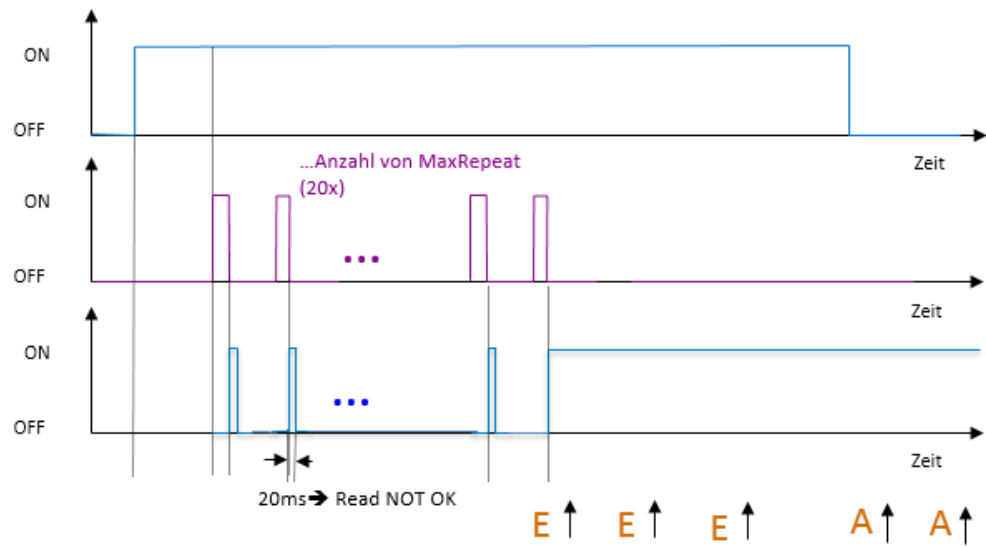 ON
OFF
Zeit
...Anzahl von MaxRepeat
(20x)
ON
...
OFF
Zeit
ON
...
OFF
Zeit
20ms➔ Read NOT OK
E ↑ E ↑ E ↑ A ↑ A ↑